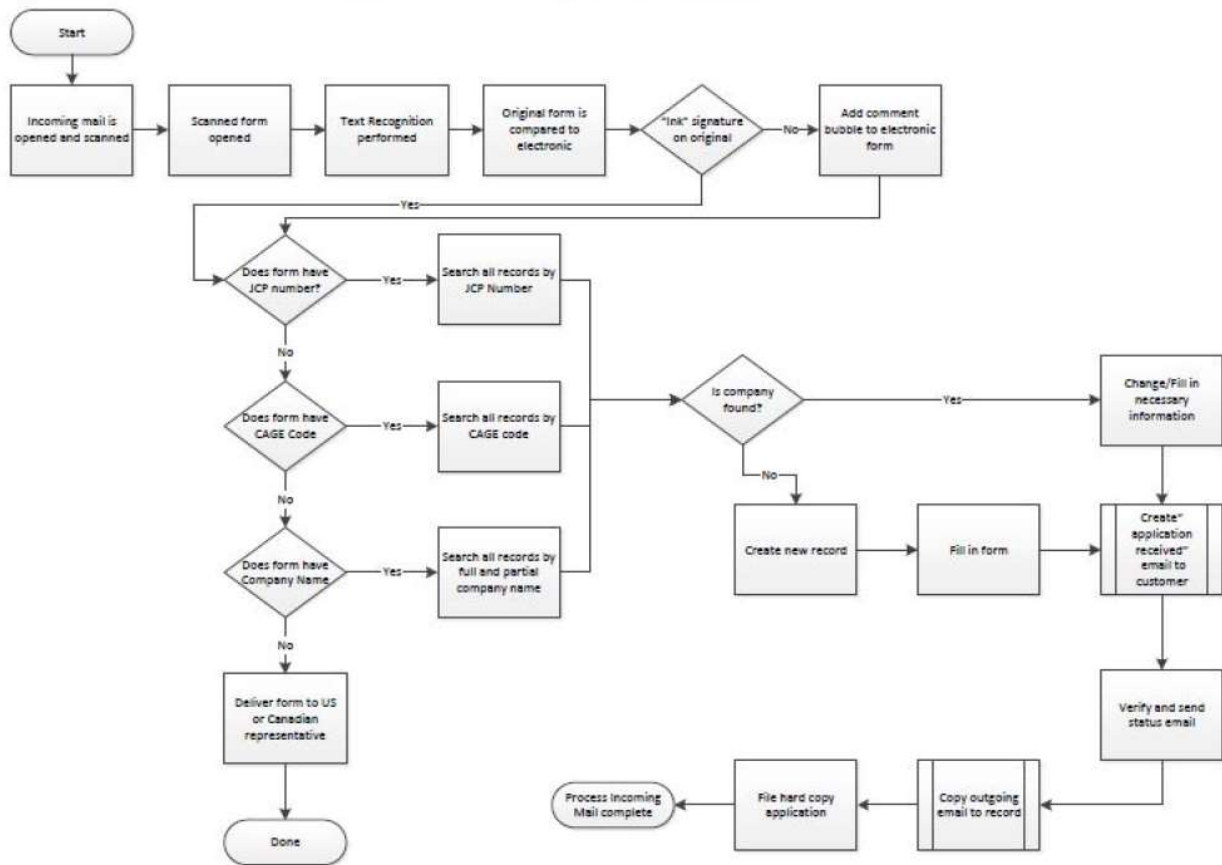 Start
Incoming mail is
opened and scanned
Scanned form
opened
Text Recognition
performed
Original form is
compared to
electronic
"Ink" signature
on original
No
Add comment
bubble to electronic
form
Yes
Does form have
JCP number?
Yes
Search all records by
JCP Number
No
Does form have
CAGE Code
Yes
Search all records by
CAGE code
Is company
found?
Yes
Change/Fill in
necessary
information
No
No
Does form have
Company Name
Yes
Search all records by
full and partial
company name
Create new record
Fill in form
Create"
application
received"
email to
customer
No
Deliver form to US
or Canadian
representative
Verify and send
status email
Process Incoming
Mail complete
File hard copy
application
Copy outgoing
email to record
Done